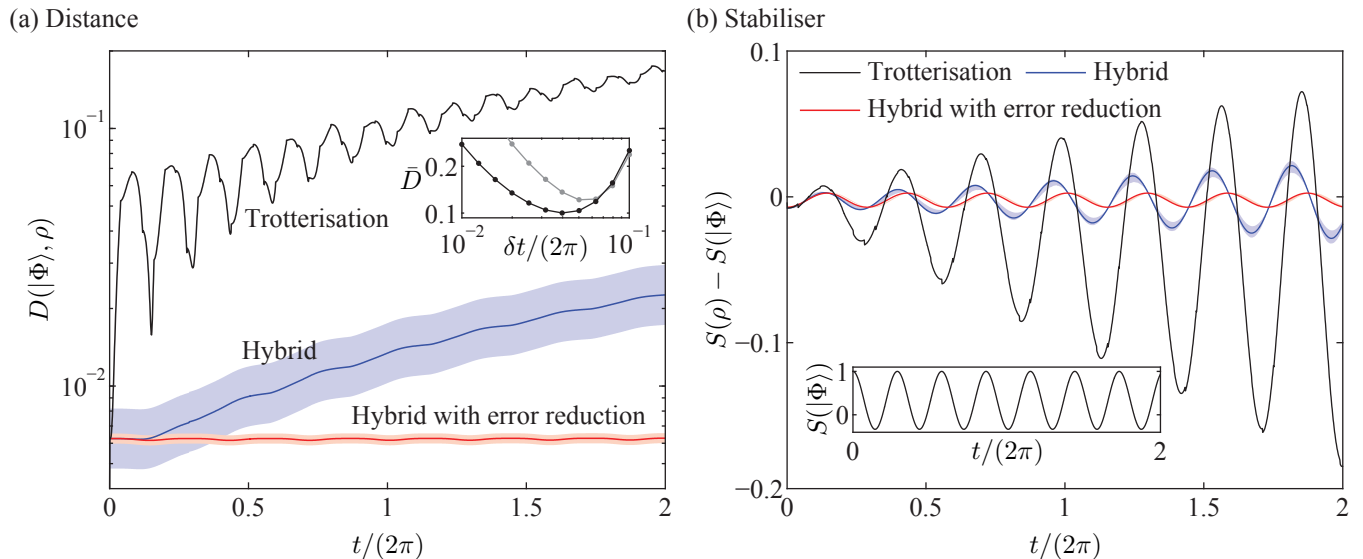 (a) Distance
D(|Φ⟩, ρ)
10⁻¹
10⁻²
Trotterisation
Hybrid
Hybrid with error reduction
D̄
0.2
0.1
10⁻² 10⁻¹
δt/(2π)
0 0.5 1 1.5 2
t/(2π)
(b) Stabiliser
S(ρ) − S(|Φ⟩)
0.1
0
−0.1
−0.2
Trotterisation Hybrid
Hybrid with error reduction
S(|Φ⟩)
1
0
0 2
t/(2π)
0 0.5 1 1.5 2
t/(2π)